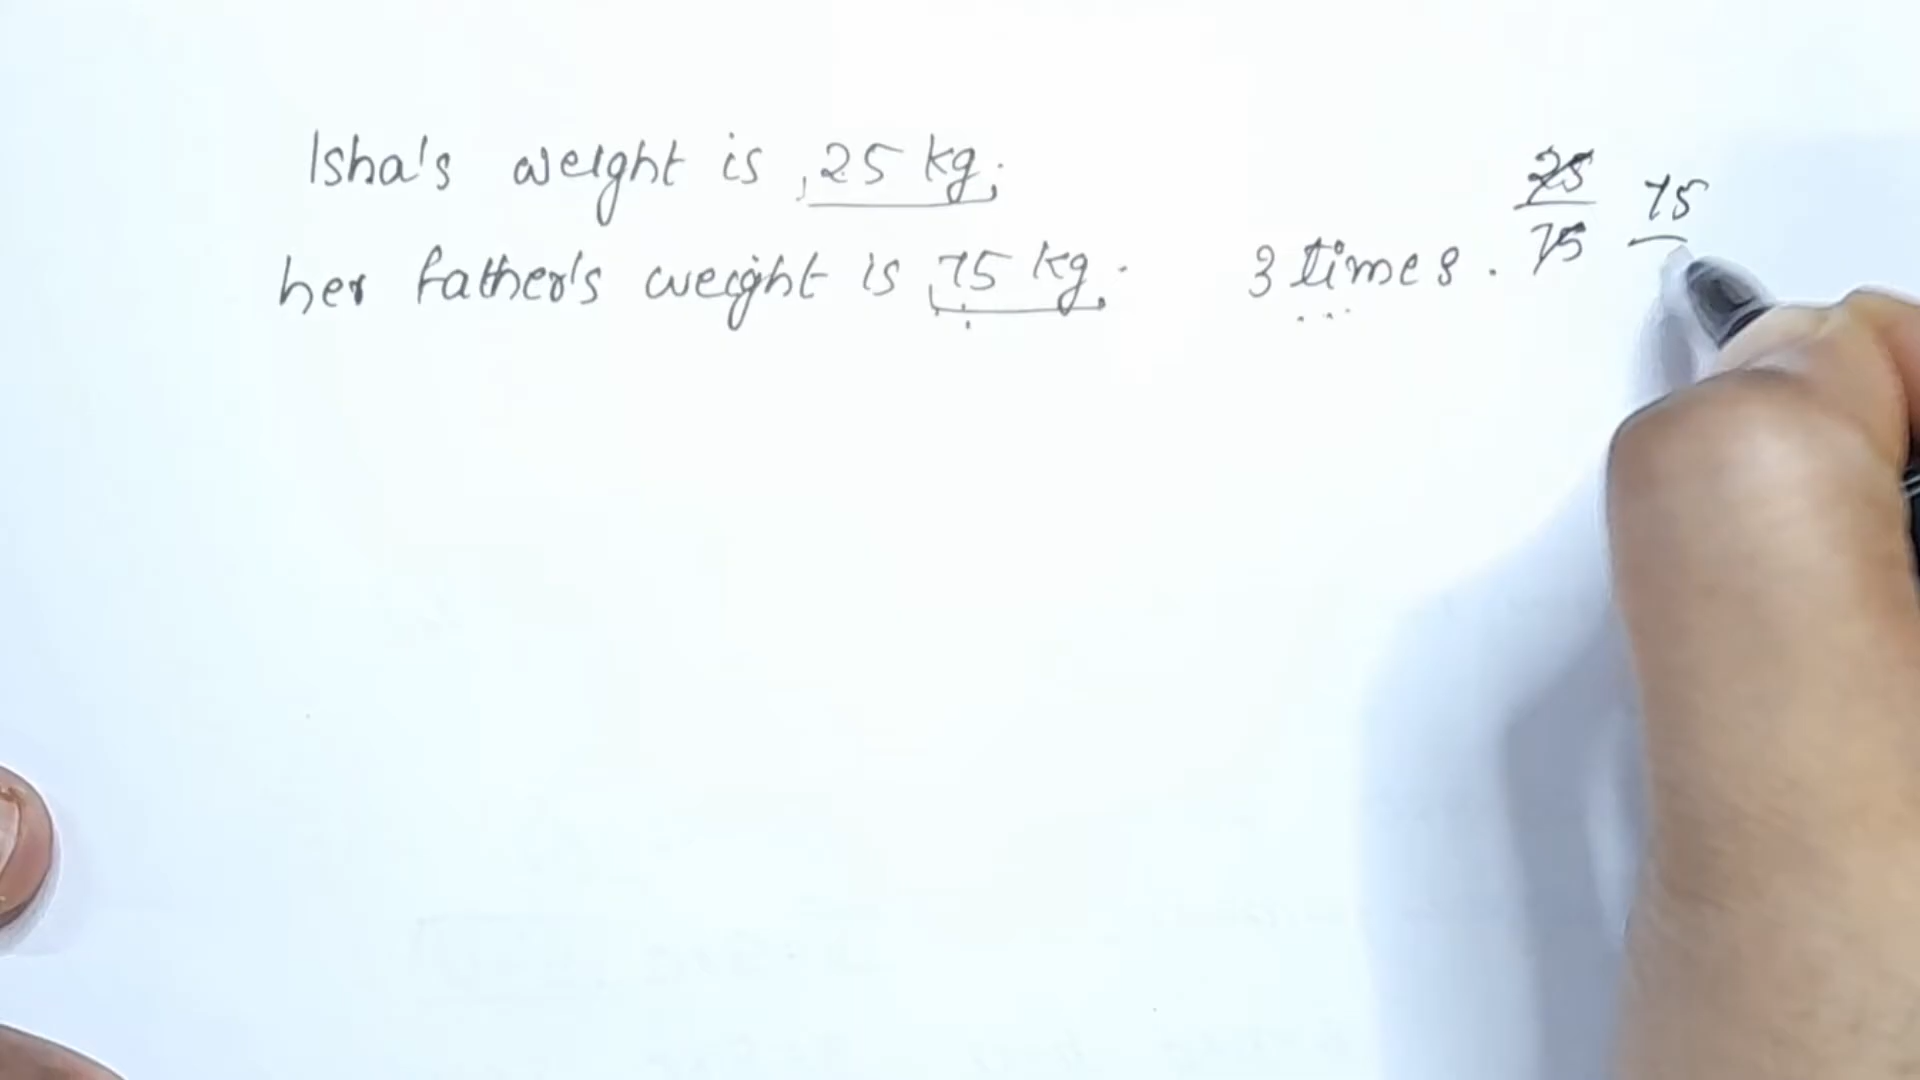 Isha's weight is 25 kg;
her father's weight is 75 kg.
3 times.
25
75
75